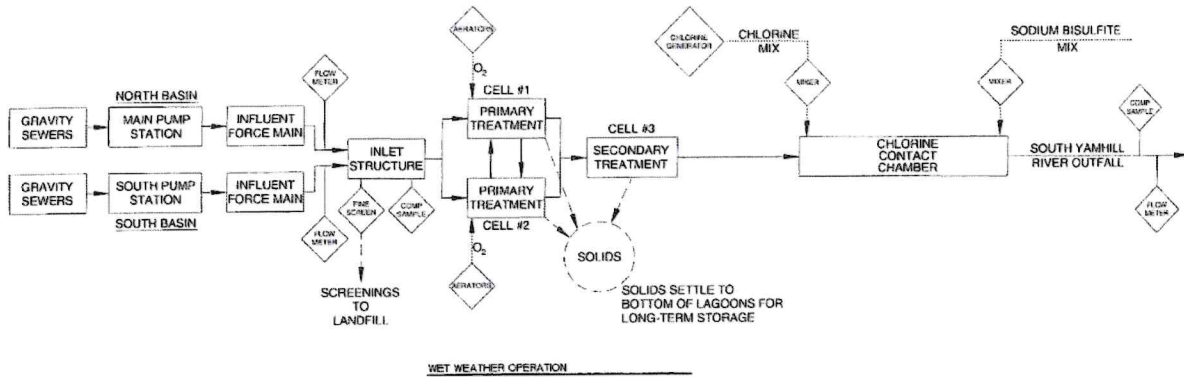 NORTH BASIN
GRAVITY
SEWERS
MAIN PUMP
STATION
INFLUENT
FORCE MAIN
FLOW
METER
GRAVITY
SEWERS
SOUTH PUMP
STATION
SOUTH BASIN
INFLUENT
FORCE MAIN
FLOW
METER
INLET
STRUCTURE
FINE
SCREEN
COMP
SAMPLE
SCREENINGS
TO
LANDFILL
AERATORS
O2
CELL #1
PRIMARY
TREATMENT
PRIMARY
TREATMENT
CELL #2
O2
AERATORS
CELL #3
SECONDARY
TREATMENT
SOLIDS
SOLIDS SETTLE TO
BOTTOM OF LAGOONS FOR
LONG-TERM STORAGE
CHLORINE
GENERATOR
CHLORINE
MIX
MIXER
SODIUM BISULFITE
MIX
MIXER
CHLORINE
CONTACT
CHAMBER
SOUTH YAMHILL
RIVER OUTFALL
COMP
SAMPLE
FLOW
METER
WET WEATHER OPERATION